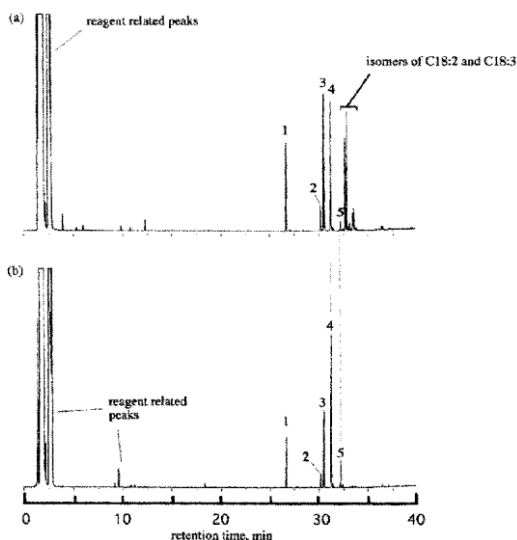 (a)
reagent related peaks
isomers of C18:2 and C18:3
3
4
1
2
5
(b)
4
reagent related
peaks
3
1
2
5
0 10 20 30 40
retention time, min